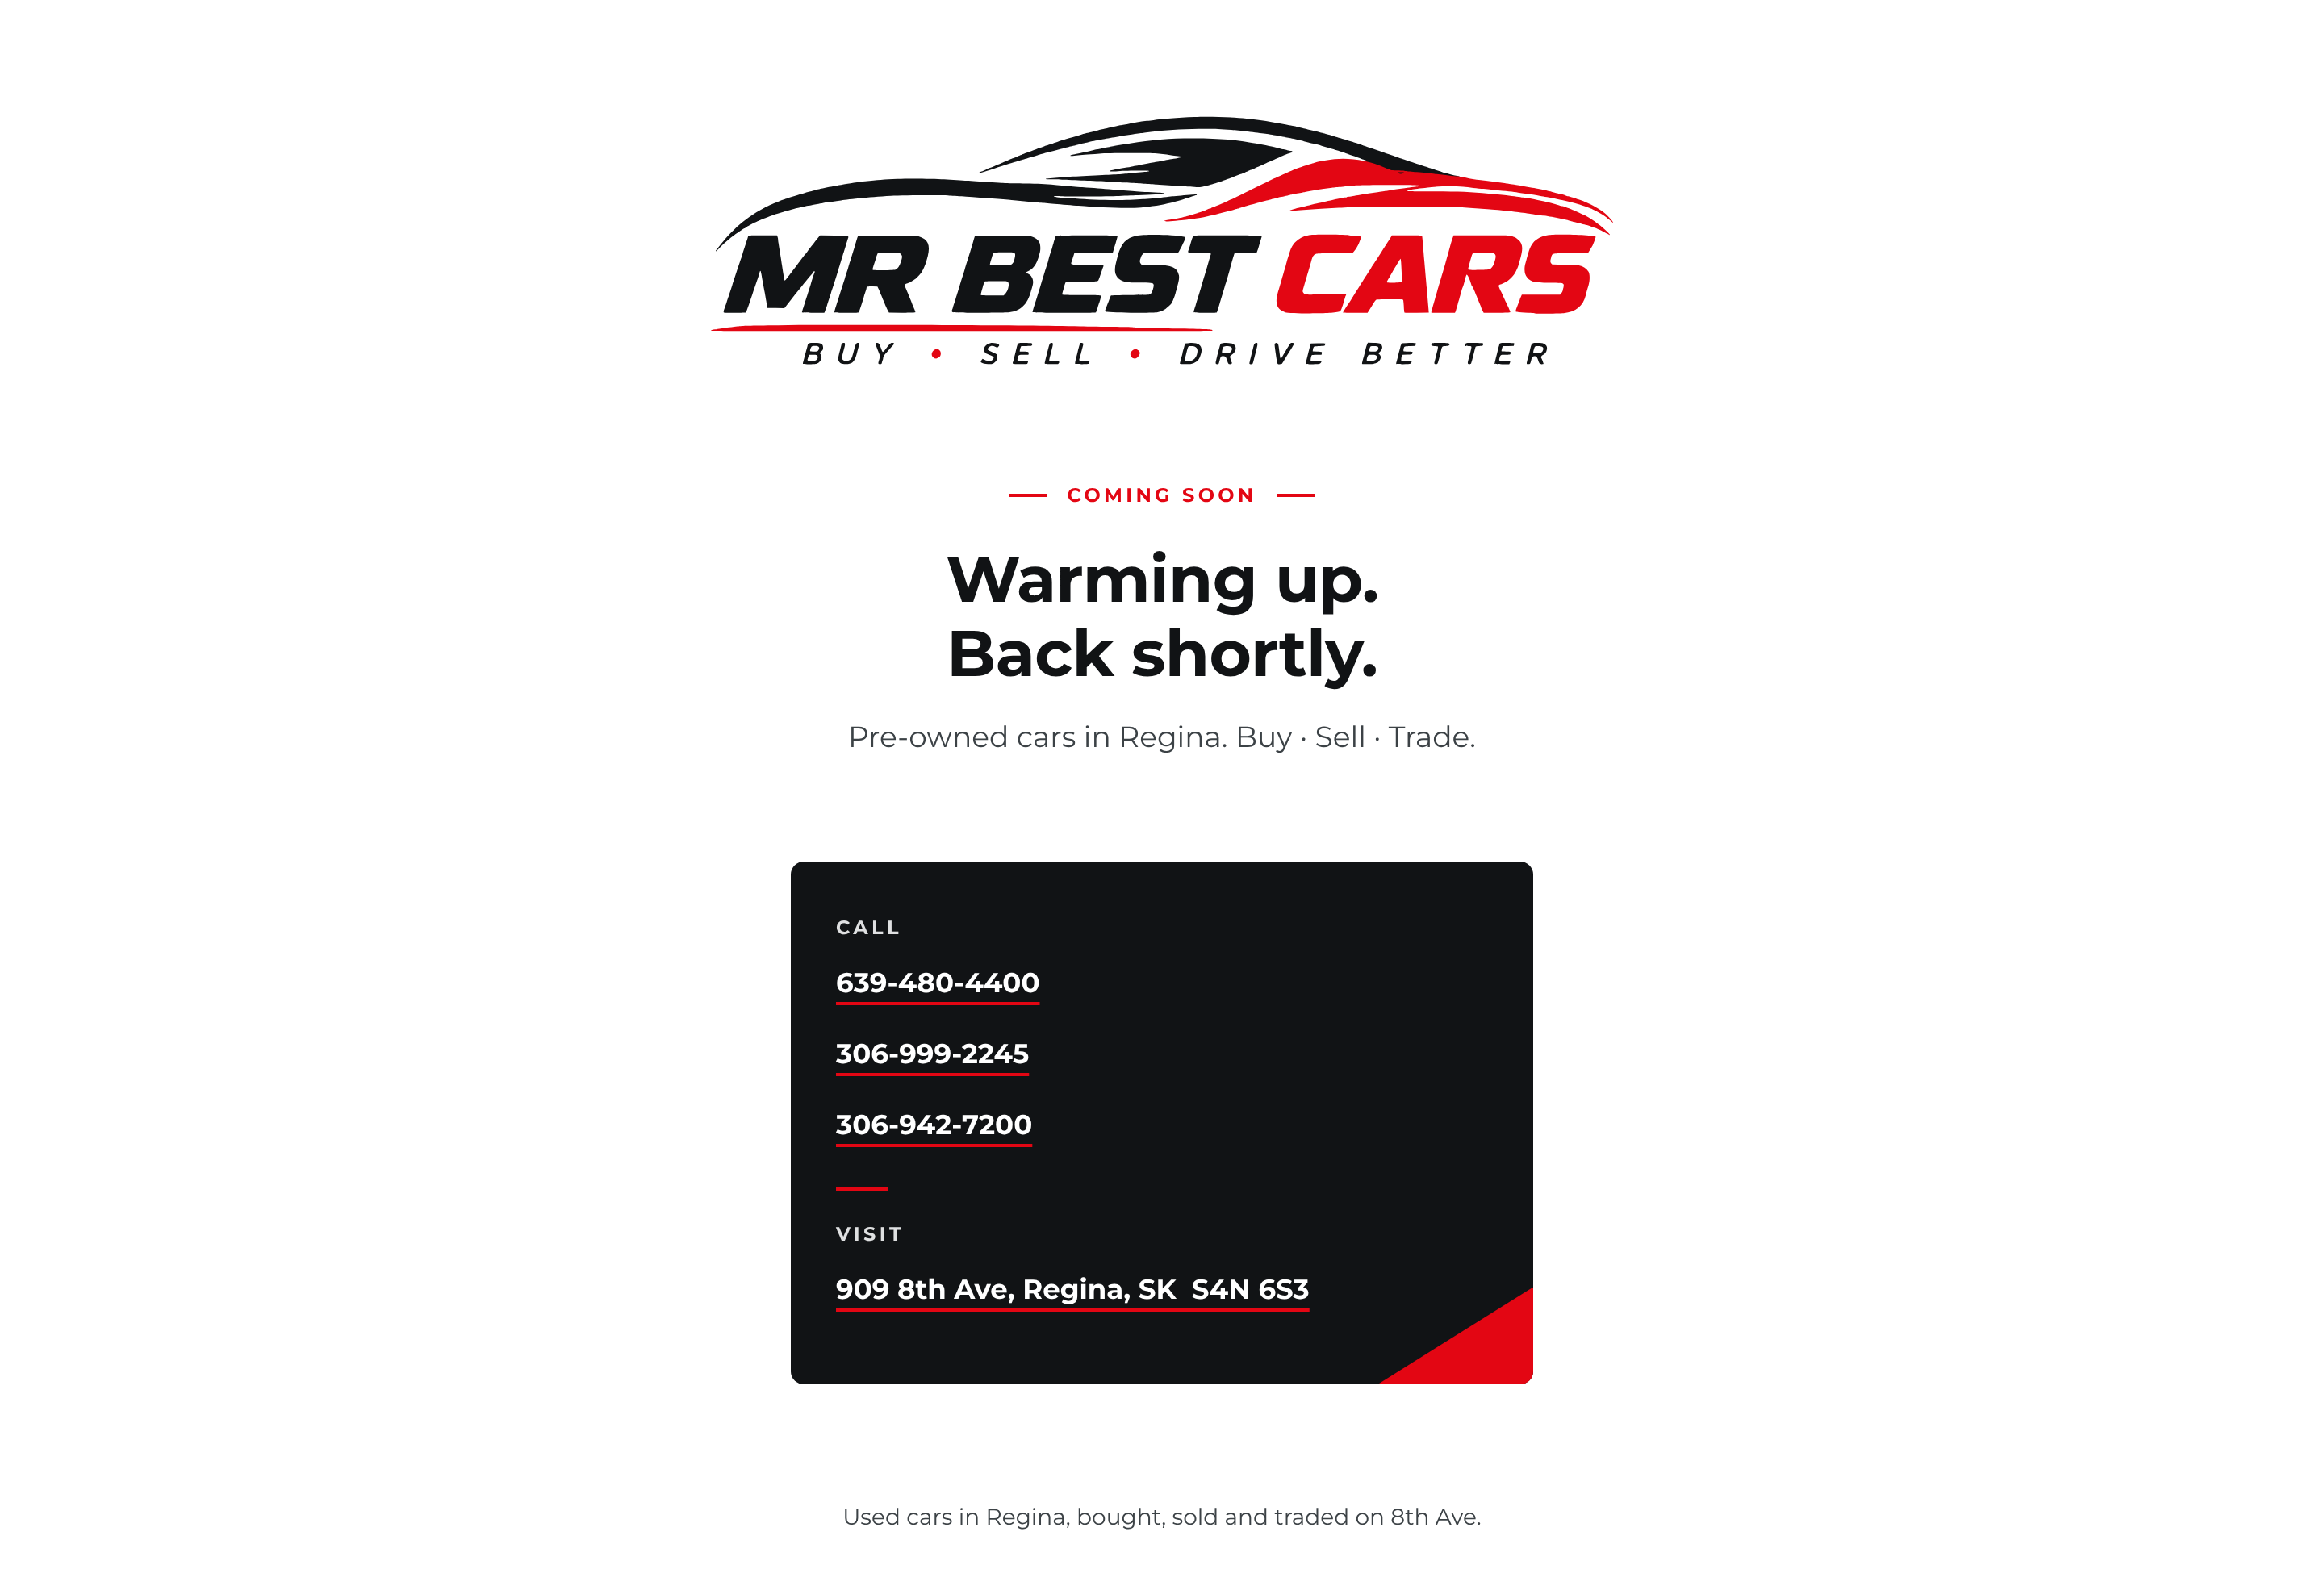 MR BEST CARS
BUY • SELL • DRIVE BETTER
COMING SOON
Warming up.
Back shortly.
Pre-owned cars in Regina. Buy · Sell · Trade.
CALL
639-480-4400
306-999-2245
306-942-7200
VISIT
909 8th Ave, Regina, SK  S4N 6S3
Used cars in Regina, bought, sold and traded on 8th Ave.